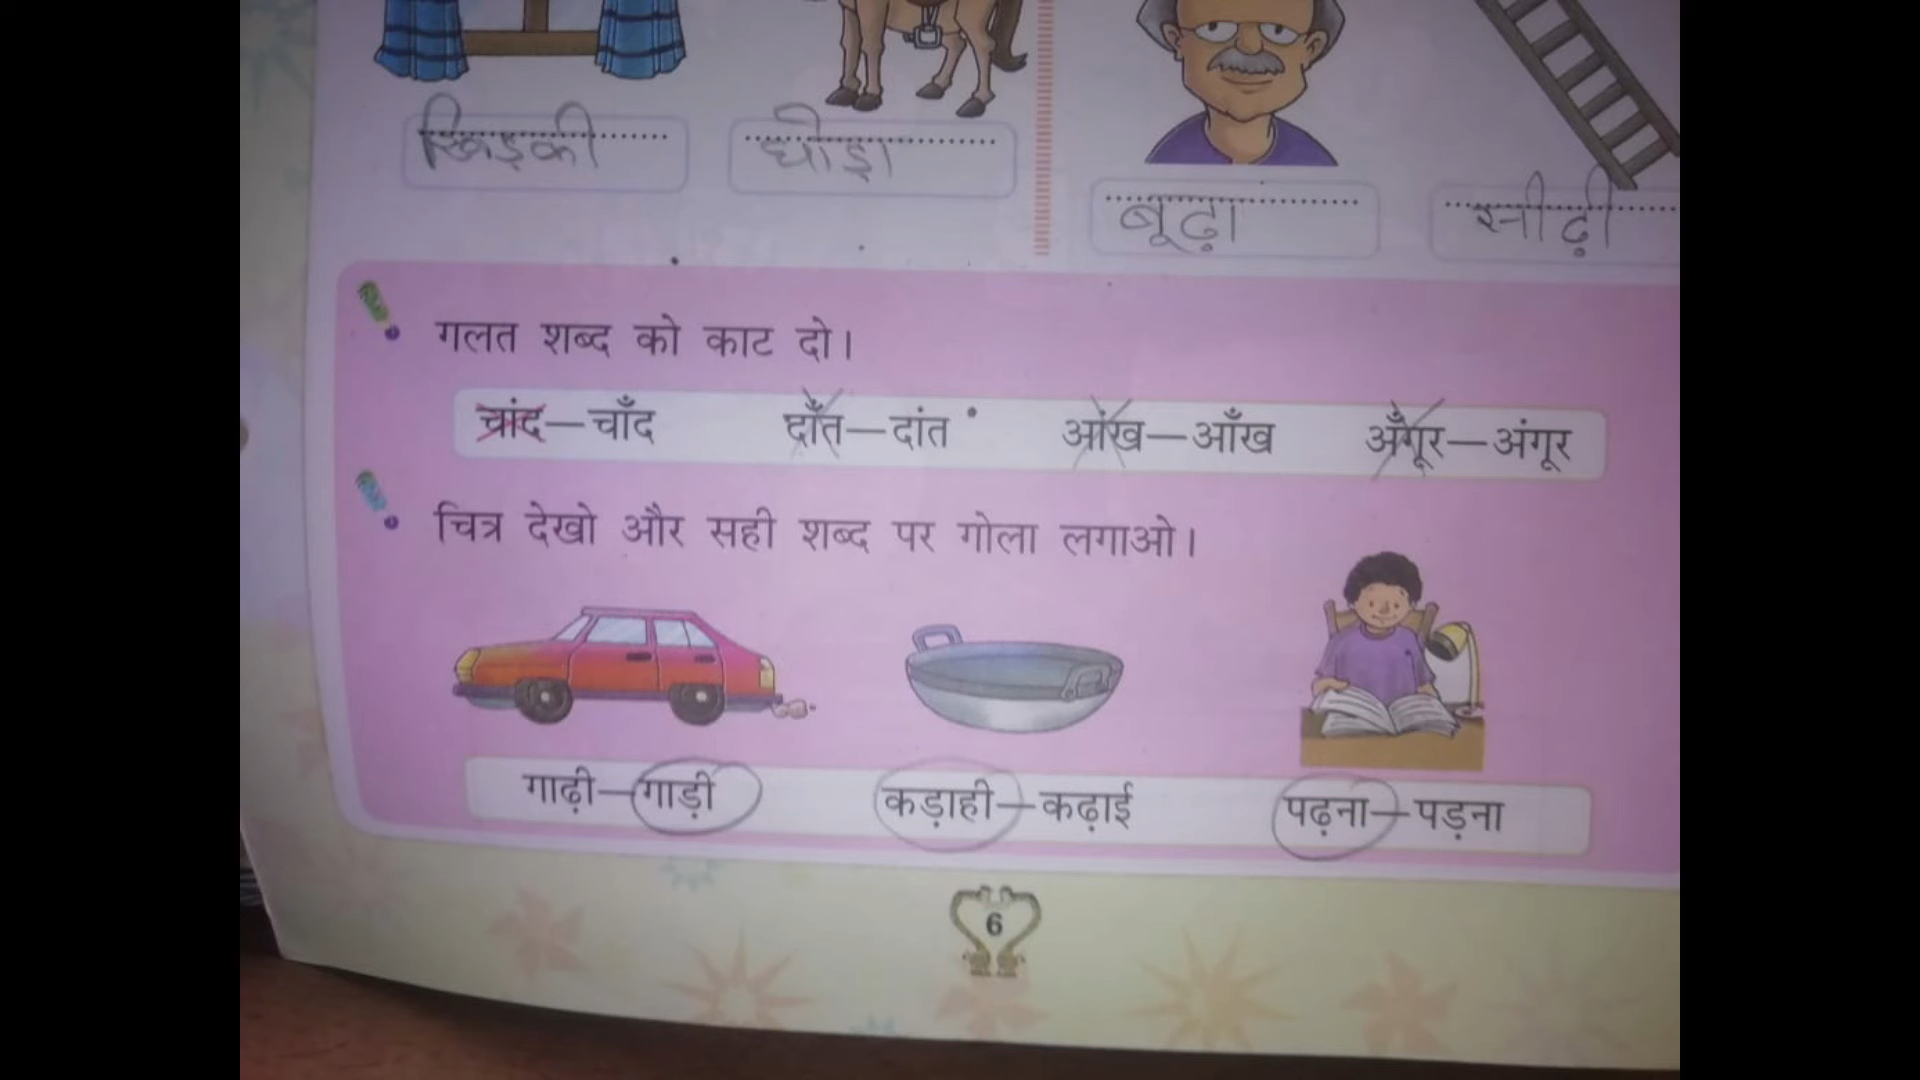 खिड़की घोड़ा
बूढ़ा सीढ़ी
गलत शब्द को काट दो।
चांद—चाँद दाँत—दांत आंख—आँख अँगूर—अंगूर
चित्र देखो और सही शब्द पर गोला लगाओ।
गाढ़ी—गाड़ी कड़ाही—कढ़ाई पढ़ना—पड़ना
6